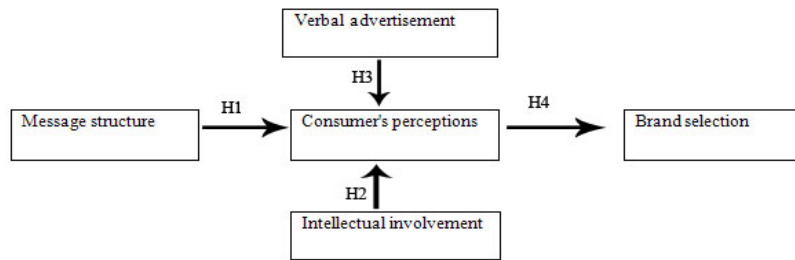 Verbal advertisement
H3
H1
H4
Message structure
Consumer's perceptions
Brand selection
H2
Intellectual involvement